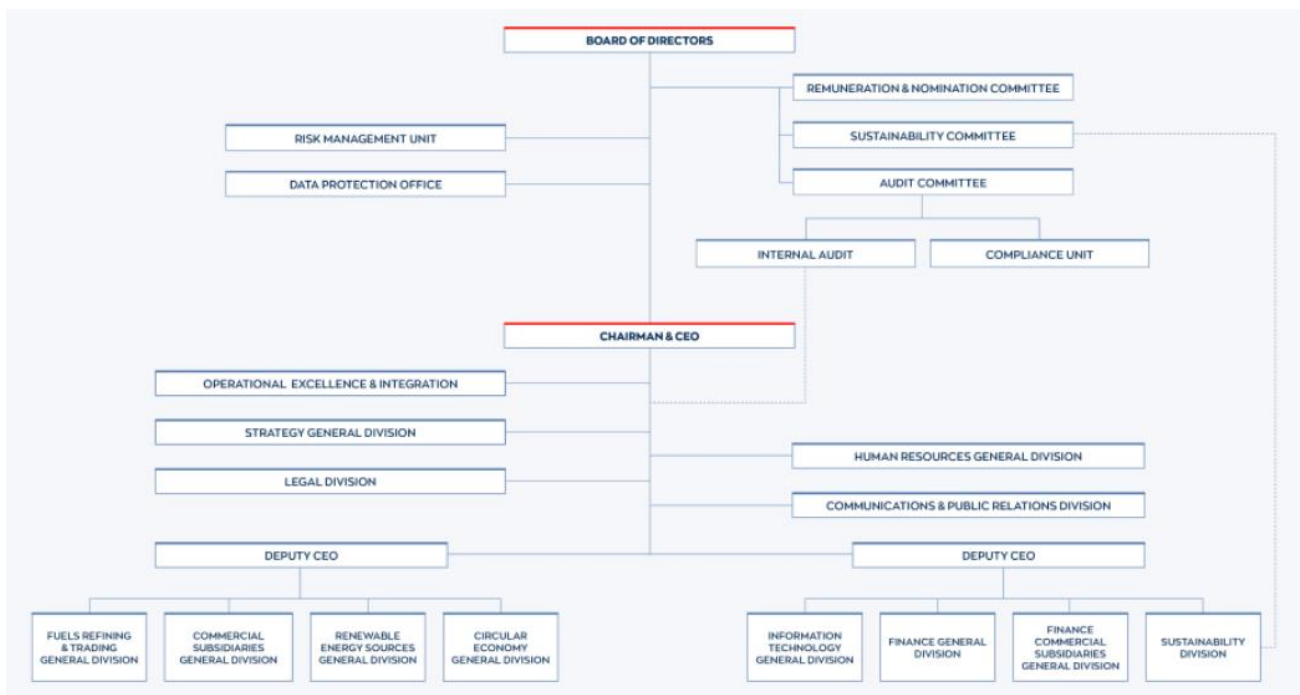 BOARD OF DIRECTORS
REMUNERATION & NOMINATION COMMITTEE
RISK MANAGEMENT UNIT
SUSTAINABILITY COMMITTEE
DATA PROTECTION OFFICE
AUDIT COMMITTEE
INTERNAL AUDIT
COMPLIANCE UNIT
CHAIRMAN & CEO
OPERATIONAL EXCELLENCE & INTEGRATION
STRATEGY GENERAL DIVISION
HUMAN RESOURCES GENERAL DIVISION
LEGAL DIVISION
COMMUNICATIONS & PUBLIC RELATIONS DIVISION
DEPUTY CEO
DEPUTY CEO
FUELS REFINING
& TRADING
GENERAL DIVISION
COMMERCIAL
SUBSIDIARIES
GENERAL DIVISION
RENEWABLE
ENERGY SOURCES
GENERAL DIVISION
CIRCULAR
ECONOMY
GENERAL DIVISION
INFORMATION
TECHNOLOGY
GENERAL DIVISION
FINANCE GENERAL
DIVISION
FINANCE
COMMERCIAL
SUBSIDIARIES
GENERAL DIVISION
SUSTAINABILITY
DIVISION